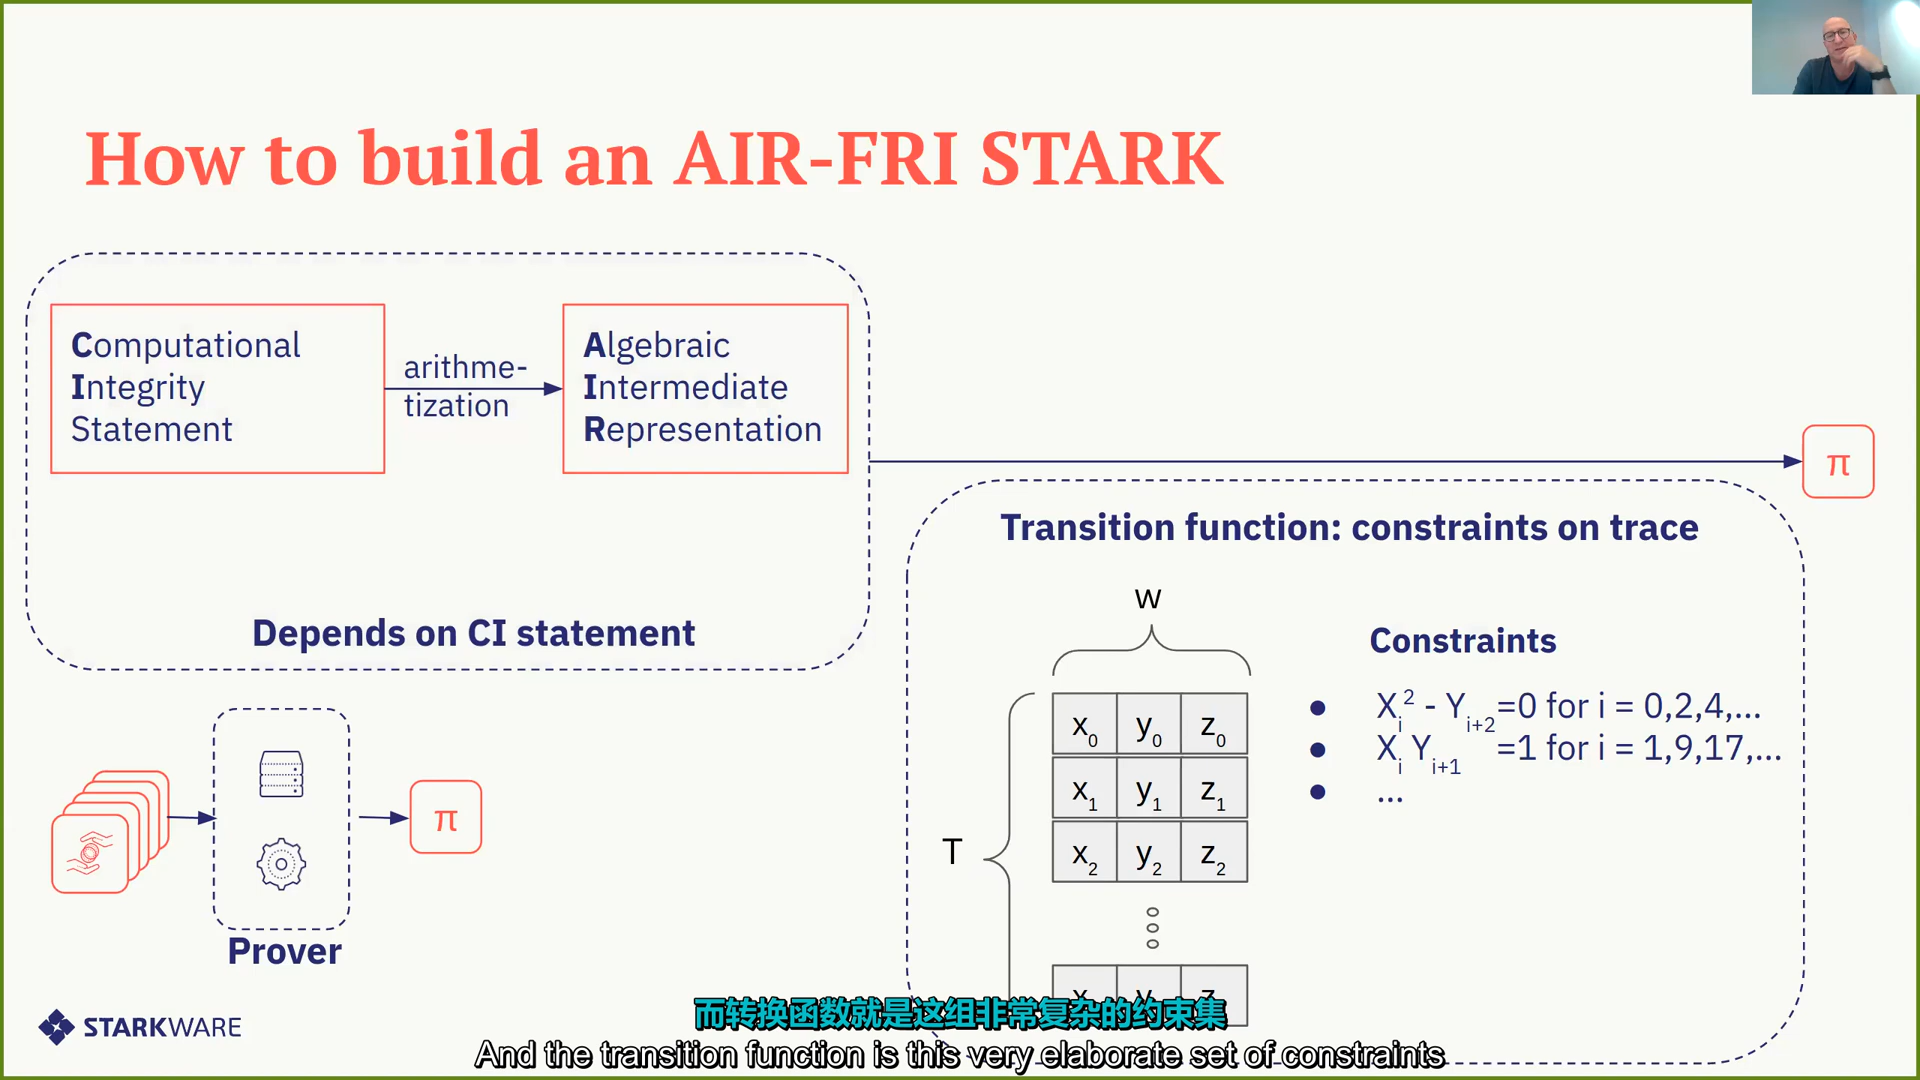 How to build an AIR-FRI STARK
Computational
Integrity
Statement
arithme-
tization
Algebraic
Intermediate
Representation
Depends on CI statement
π
Transition function: constraints on trace
w
T
x₀ y₀ z₀
x₁ y₁ z₁
x₂ y₂ z₂
Constraints
● Xᵢ² - Yᵢ₊₂=0 for i = 0,2,4,...
● Xᵢ Yᵢ₊₁ =1 for i = 1,9,17,...
● ...
π
Prover
STARKWARE
而转换函数就是这组非常复杂的约束集
And the transition function is this very elaborate set of constraints